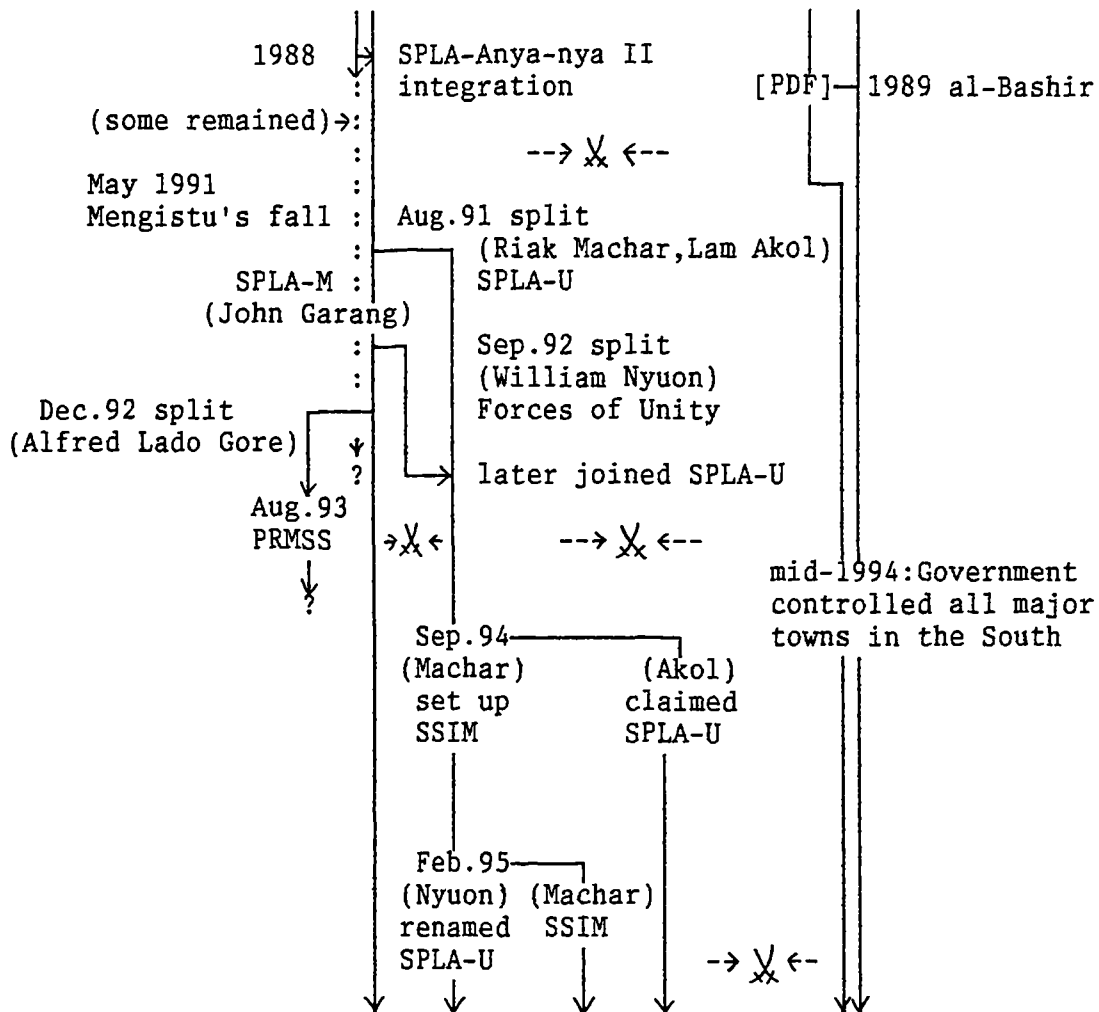 1988 SPLA-Anya-nya II
integration
[PDF] 1989 al-Bashir
(some remained)
May 1991
Mengistu's fall
Aug.91 split
(Riak Machar,Lam Akol)
SPLA-U
SPLA-M
(John Garang)
Sep.92 split
(William Nyuon)
Forces of Unity
Dec.92 split
(Alfred Lado Gore)
?
later joined SPLA-U
Aug.93
PRMSS
?
mid-1994:Government
controlled all major
towns in the South
Sep.94
(Machar)
set up
SSIM
(Akol)
claimed
SPLA-U
Feb.95
(Nyuon)
renamed
SPLA-U
(Machar)
SSIM